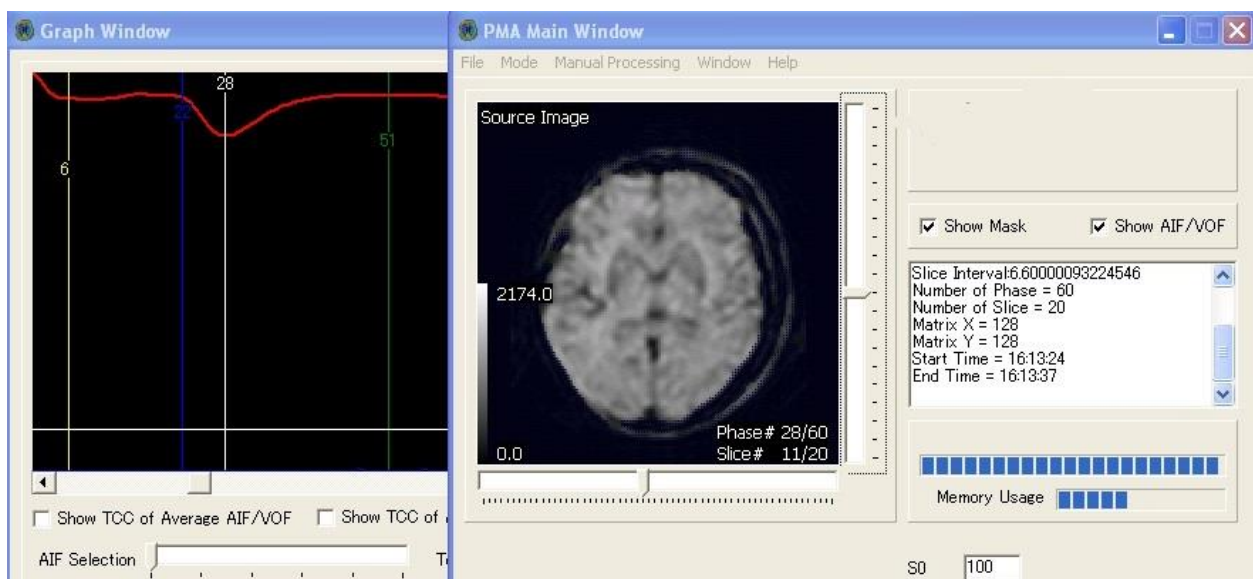 Graph Window
28
22
51
6
Show TCC of Average AIF/VOF
Show TCC of
AIF Selection
PMA Main Window
File Mode Manual Processing Window Help
Source Image
2174.0
0.0
Phase# 28/60
Slice# 11/20
Show Mask
Show AIF/VOF
Slice Interval:6.60000093224546
Number of Phase = 60
Number of Slice = 20
Matrix X = 128
Matrix Y = 128
Start Time = 16:13:24
End Time = 16:13:37
Memory Usage
S0
100